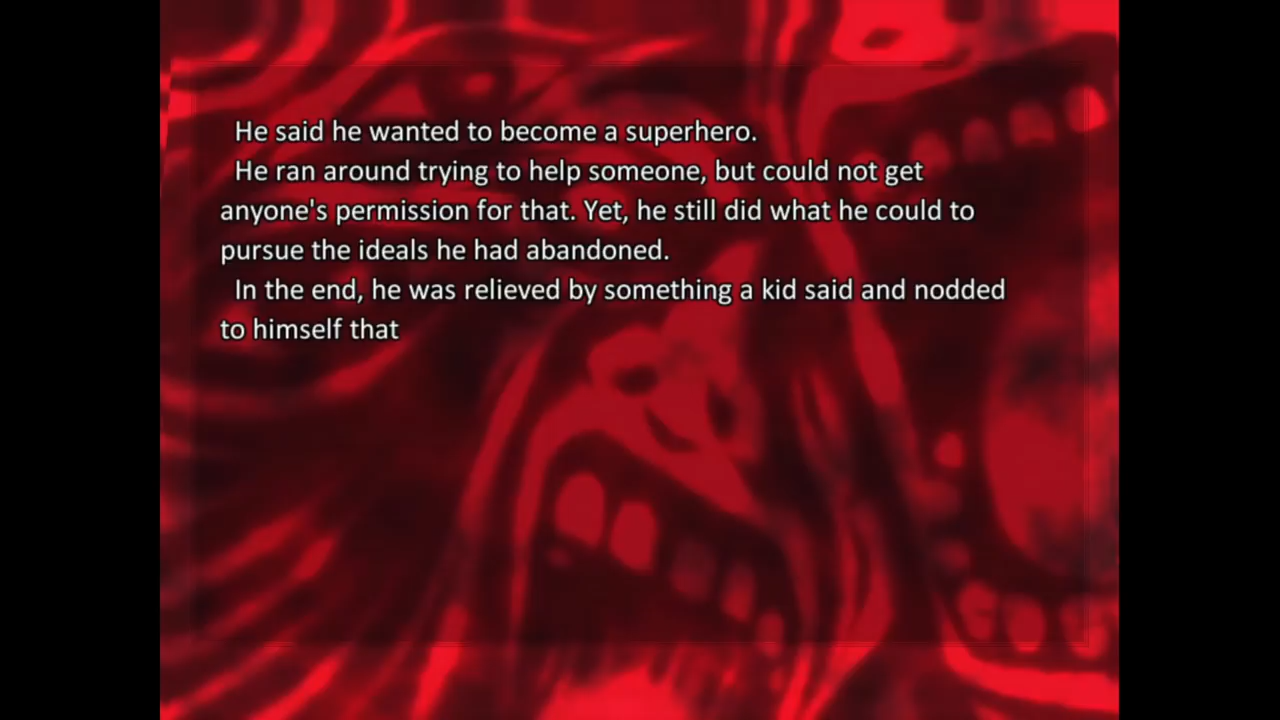 He said he wanted to become a superhero.
He ran around trying to help someone, but could not get
anyone's permission for that. Yet, he still did what he could to
pursue the ideals he had abandoned.
In the end, he was relieved by something a kid said and nodded
to himself that